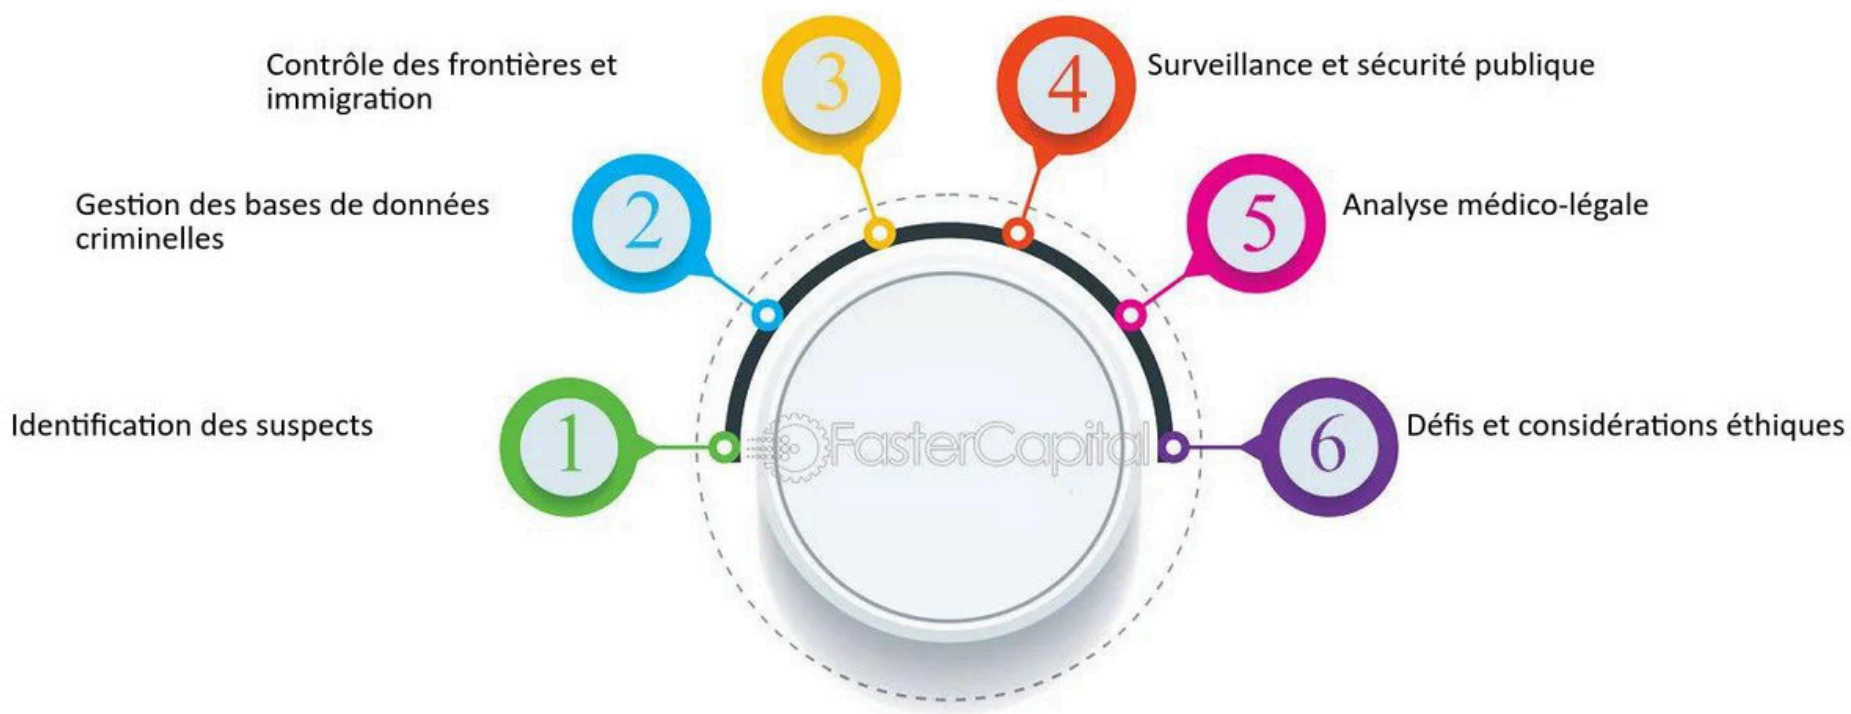 1
Identification des suspects
2
Gestion des bases de données
criminelles
3
Contrôle des frontières et
immigration
4
Surveillance et sécurité publique
5
Analyse médico-légale
6
Défis et considérations éthiques
FasterCapital